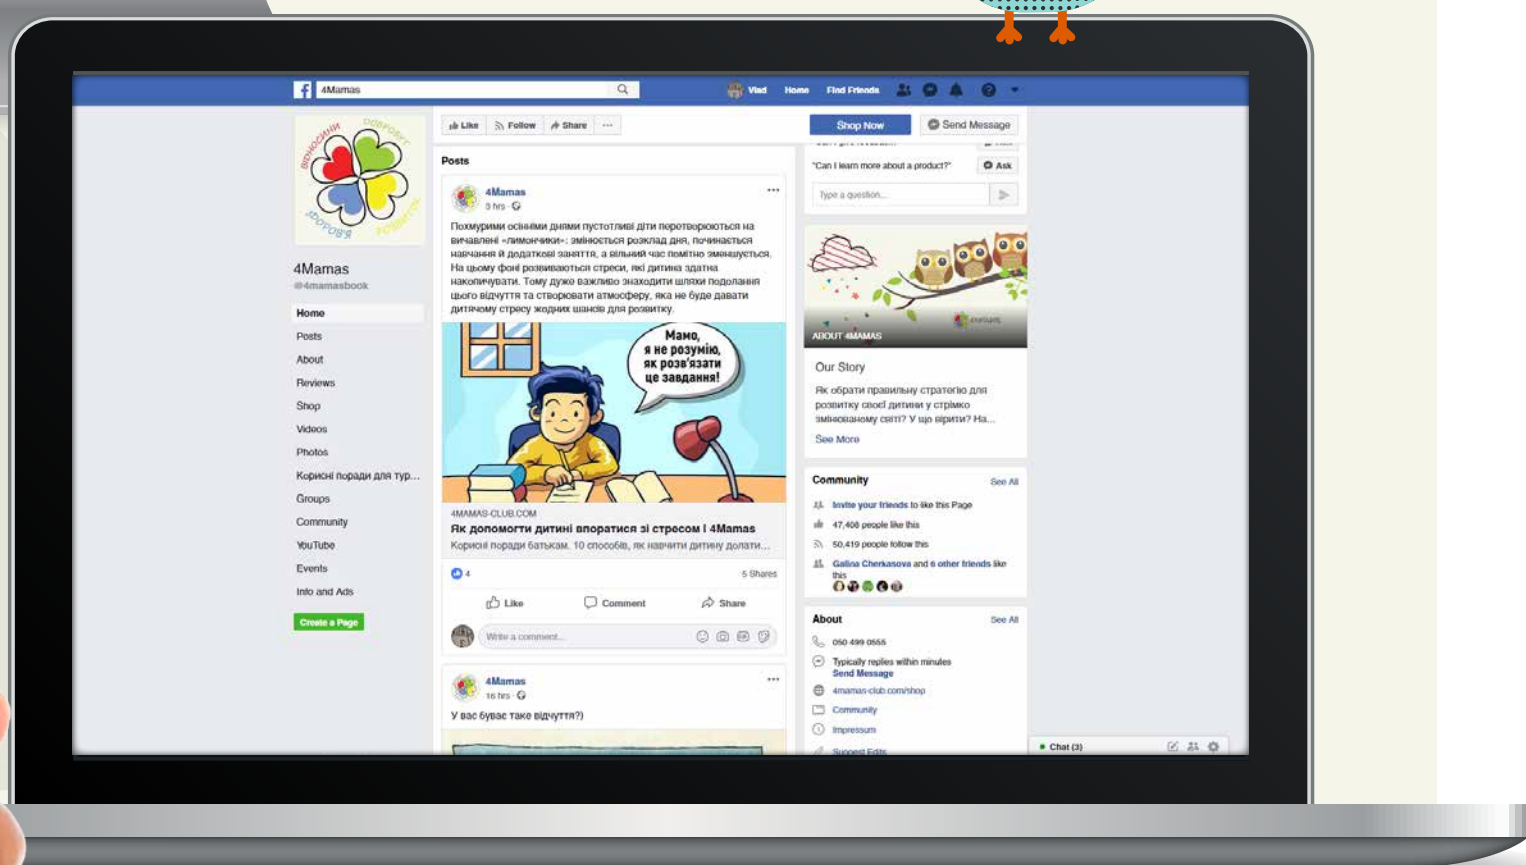 4Mamas
Vlad
Home
Find Friends
ВІДНОСИНИ
ДОБРОБУТ
ЗДОРОВ'Я
РОЗВИТОК
4Mamas
@4mamasbook
Home
Posts
About
Reviews
Shop
Videos
Photos
Корисні поради для тур...
Groups
Community
YouTube
Events
Info and Ads
Create a Page
Like
Follow
Share
Shop Now
Send Message
Posts
4Mamas
3 hrs ·
Похмурими осінніми днями пустотливі діти перетворюються на
вичавлені «лимончики»: змінюється розклад дня, починається
навчання й додаткові заняття, а вільний час помітно зменшується.
На цьому фоні розвиваються стреси, які дитина здатна
накопичувати. Тому дуже важливо знаходити шляхи подолання
цього відчуття та створювати атмосферу, яка не буде давати
дитячому стресу жодних шансів для розвитку.
Мамо,
я не розумію,
як розв'язати
це завдання!
4MAMAS-CLUB.COM
Як допомогти дитині впоратися зі стресом | 4Mamas
Корисні поради батькам. 10 способів, як навчити дитину долати...
4
5 Shares
Like
Comment
Share
Write a comment...
4Mamas
16 hrs ·
У вас буває таке відчуття?)
"Can I learn more about a product?"
Ask
Type a question...
ABOUT 4MAMAS
Our Story
Як обрати правильну стратегію для
розвитку своєї дитини у стрімко
змінюваному світі? У що вірити? На...
See More
Community
See All
Invite your friends to like this Page
47,408 people like this
50,419 people follow this
Galina Cherkasova and 6 other friends like
this
About
See All
050 499 0555
Typically replies within minutes
Send Message
4mamas-club.com/shop
Community
Impressum
Suggest Edits
Chat (3)